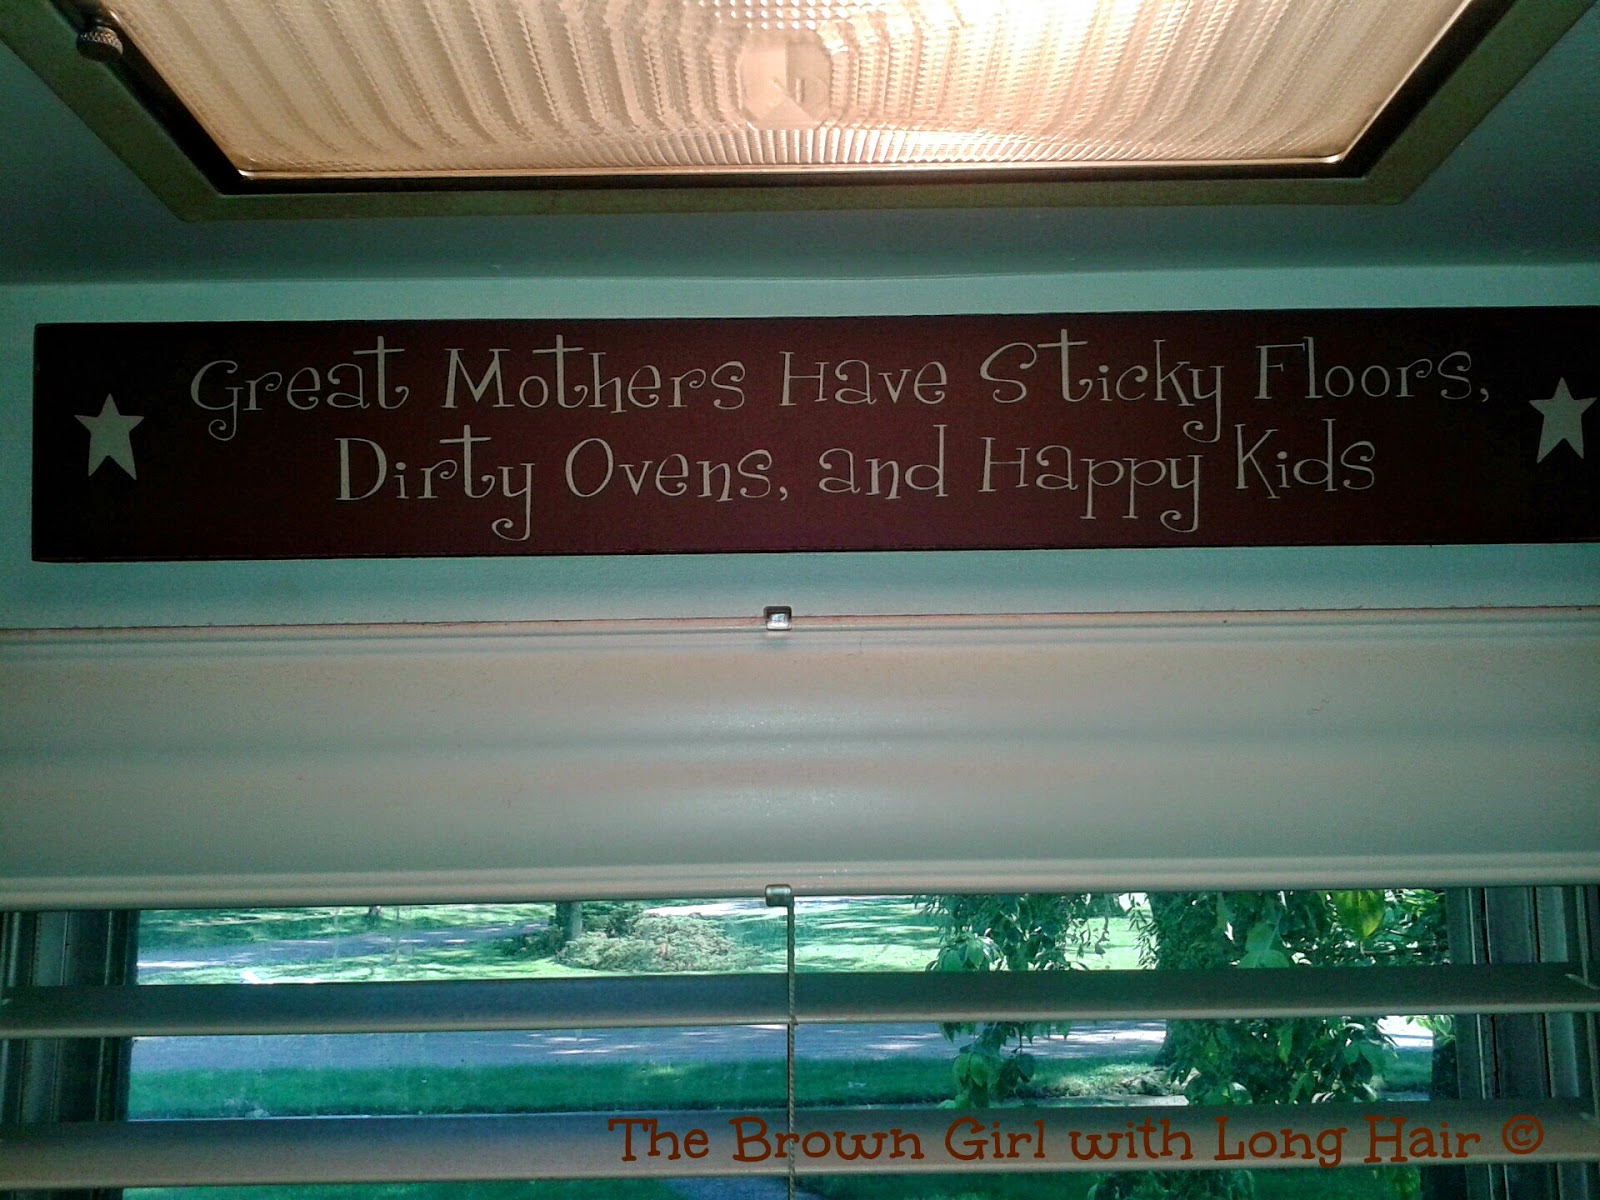 Great Mothers Have Sticky Floors,
Dirty Ovens, and Happy Kids
The Brown Girl with Long Hair ©